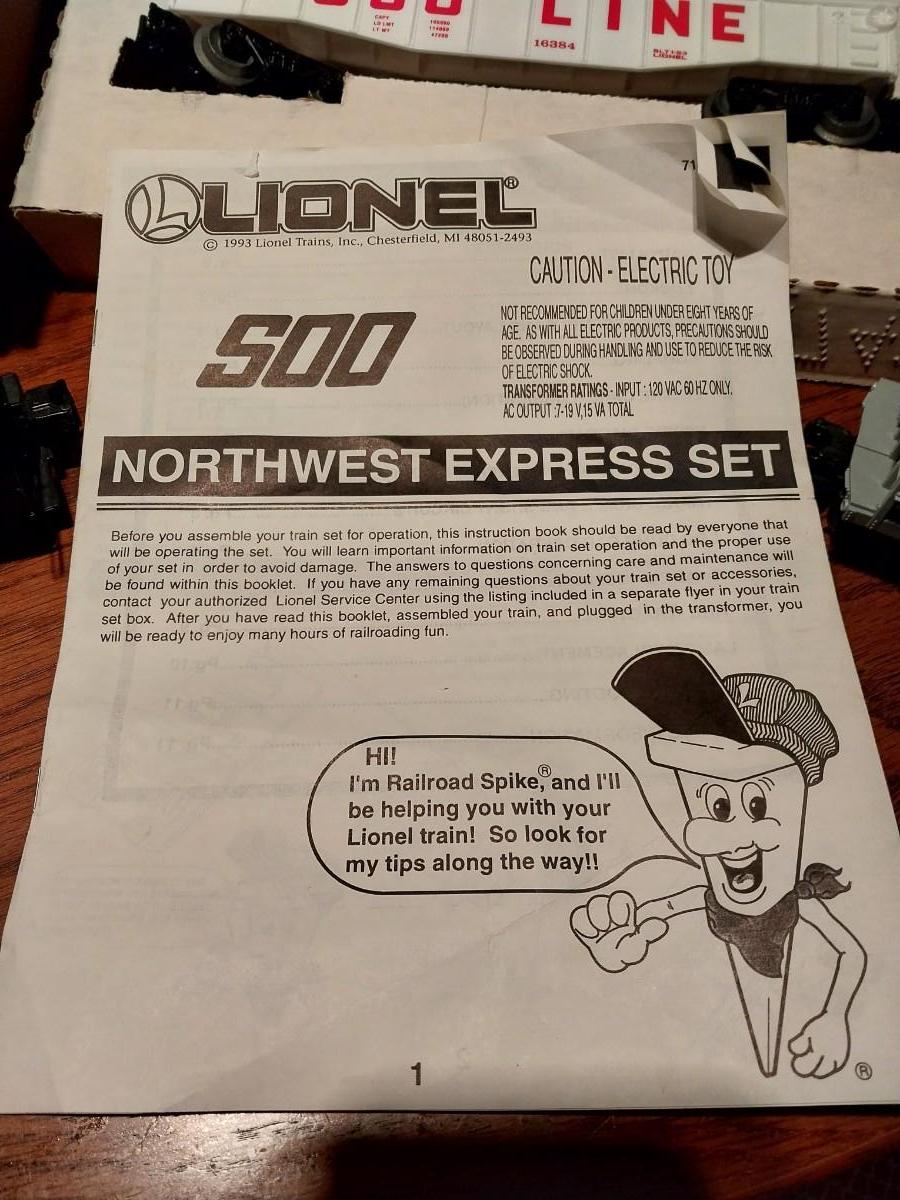 LINE
CAPY
LD LMT
LT WT
16384
BLT 1-93
LIONEL
71
LIONEL®
© 1993 Lionel Trains, Inc., Chesterfield, MI 48051-2493
CAUTION - ELECTRIC TOY
SOO
NOT RECOMMENDED FOR CHILDREN UNDER EIGHT YEARS OF
AGE. AS WITH ALL ELECTRIC PRODUCTS, PRECAUTIONS SHOULD
BE OBSERVED DURING HANDLING AND USE TO REDUCE THE RISK
OF ELECTRIC SHOCK.
TRANSFORMER RATINGS - INPUT : 120 VAC 60 HZ ONLY.
AC OUTPUT :7-19 V,15 VA TOTAL
NORTHWEST EXPRESS SET
Before you assemble your train set for operation, this instruction book should be read by everyone that
will be operating the set. You will learn important information on train set operation and the proper use
of your set in order to avoid damage. The answers to questions concerning care and maintenance will
be found within this booklet. If you have any remaining questions about your train set or accessories,
contact your authorized Lionel Service Center using the listing included in a separate flyer in your train
set box. After you have read this booklet, assembled your train, and plugged in the transformer, you
will be ready to enjoy many hours of railroading fun.
HI!
I'm Railroad Spike,® and I'll
be helping you with your
Lionel train! So look for
my tips along the way!!
®
1